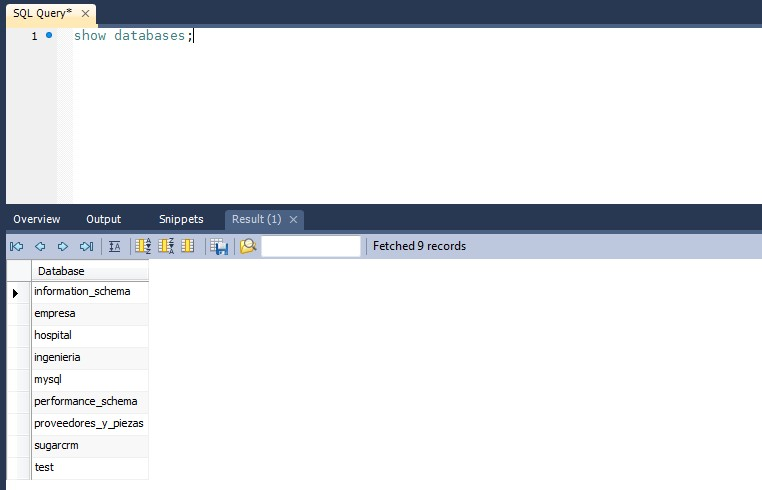 SQL Query*
1 show databases;
Overview Output Snippets Result (1)
Fetched 9 records
Database
information_schema
empresa
hospital
ingenieria
mysql
performance_schema
proveedores_y_piezas
sugarcrm
test